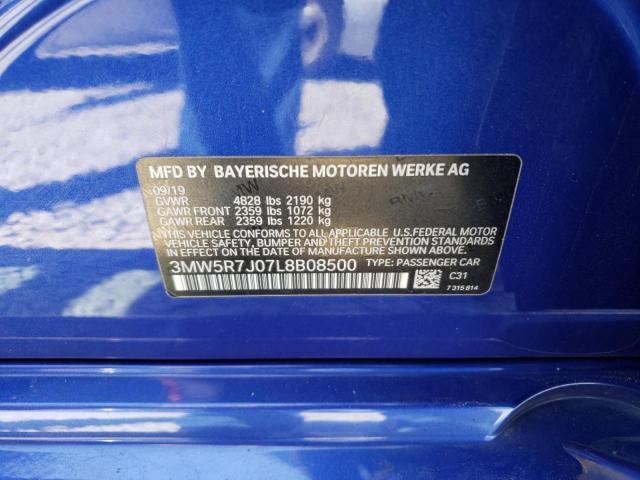 MFD BY BAYERISCHE MOTOREN WERKE AG
09/19
GVWR 4828 lbs 2190 kg
GAWR FRONT 2359 lbs 1072 kg
GAWR REAR 2359 lbs 1220 kg
THIS VEHICLE CONFORMS TO ALL APPLICABLE U.S.FEDERAL MOTOR
VEHICLE SAFETY, BUMPER, AND THEFT PREVENTION STANDARDS IN
EFFECT ON THE DATE OF MANUFACTURE SHOWN ABOVE.
3MW5R7J07L8B08500 TYPE: PASSENGER CAR
C31
7 315 814